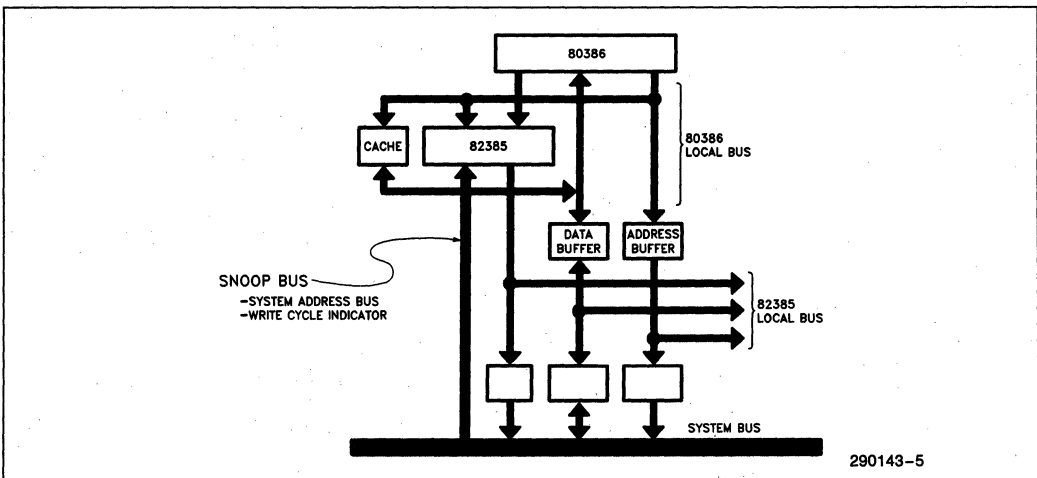 80386
CACHE
82385
80386
LOCAL BUS
DATA
BUFFER
ADDRESS
BUFFER
SNOOP BUS
-SYSTEM ADDRESS BUS
-WRITE CYCLE INDICATOR
82385
LOCAL BUS
SYSTEM BUS
290143-5